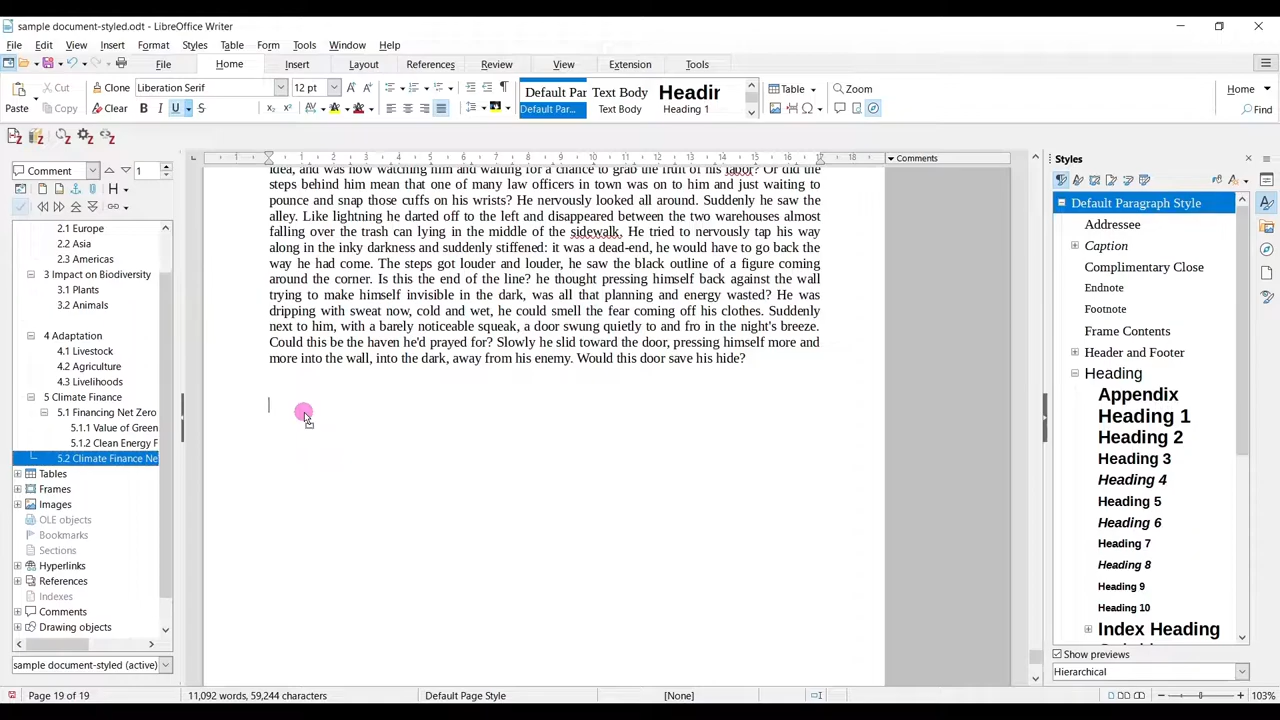 sample document-styled.odt - LibreOffice Writer
File Edit View Insert Format Styles Table Form Tools Window Help
File Home Insert Layout References Review View Extension Tools
Cut Clone Liberation Serif 12 pt Default Par Text Body Headir Table Zoom Home
Paste Copy Clear B I U S Default Par... Text Body Heading 1 Find
Comment 1
1 1 2 3 4 5 6 7 8 9 10 11 12 13 14 15 16 18 Comments
Styles
2.1 Europe
2.2 Asia
2.3 Americas
3 Impact on Biodiversity
3.1 Plants
3.2 Animals
4 Adaptation
4.1 Livestock
4.2 Agriculture
4.3 Livelihoods
5 Climate Finance
5.1 Financing Net Zero
5.1.1 Value of Green
5.1.2 Clean Energy F
5.2 Climate Finance Ne
Tables
Frames
Images
OLE objects
Bookmarks
Sections
Hyperlinks
References
Indexes
Comments
Drawing objects
sample document-styled (active)
idea, and was now watching him and waiting for a chance to grab the fruit of his labor? Or did the
steps behind him mean that one of many law officers in town was on to him and just waiting to
pounce and snap those cuffs on his wrists? He nervously looked all around. Suddenly he saw the
alley. Like lightning he darted off to the left and disappeared between the two warehouses almost
falling over the trash can lying in the middle of the sidewalk. He tried to nervously tap his way
along in the inky darkness and suddenly stiffened: it was a dead-end, he would have to go back the
way he had come. The steps got louder and louder, he saw the black outline of a figure coming
around the corner. Is this the end of the line? he thought pressing himself back against the wall
trying to make himself invisible in the dark, was all that planning and energy wasted? He was
dripping with sweat now, cold and wet, he could smell the fear coming off his clothes. Suddenly
next to him, with a barely noticeable squeak, a door swung quietly to and fro in the night's breeze.
Could this be the haven he'd prayed for? Slowly he slid toward the door, pressing himself more and
more into the wall, into the dark, away from his enemy. Would this door save his hide?
Default Paragraph Style
Addressee
Caption
Complimentary Close
Endnote
Footnote
Frame Contents
Header and Footer
Heading
Appendix
Heading 1
Heading 2
Heading 3
Heading 4
Heading 5
Heading 6
Heading 7
Heading 8
Heading 9
Heading 10
Index Heading
Show previews
Hierarchical
Page 19 of 19 11,092 words, 59,244 characters Default Page Style [None] 103%